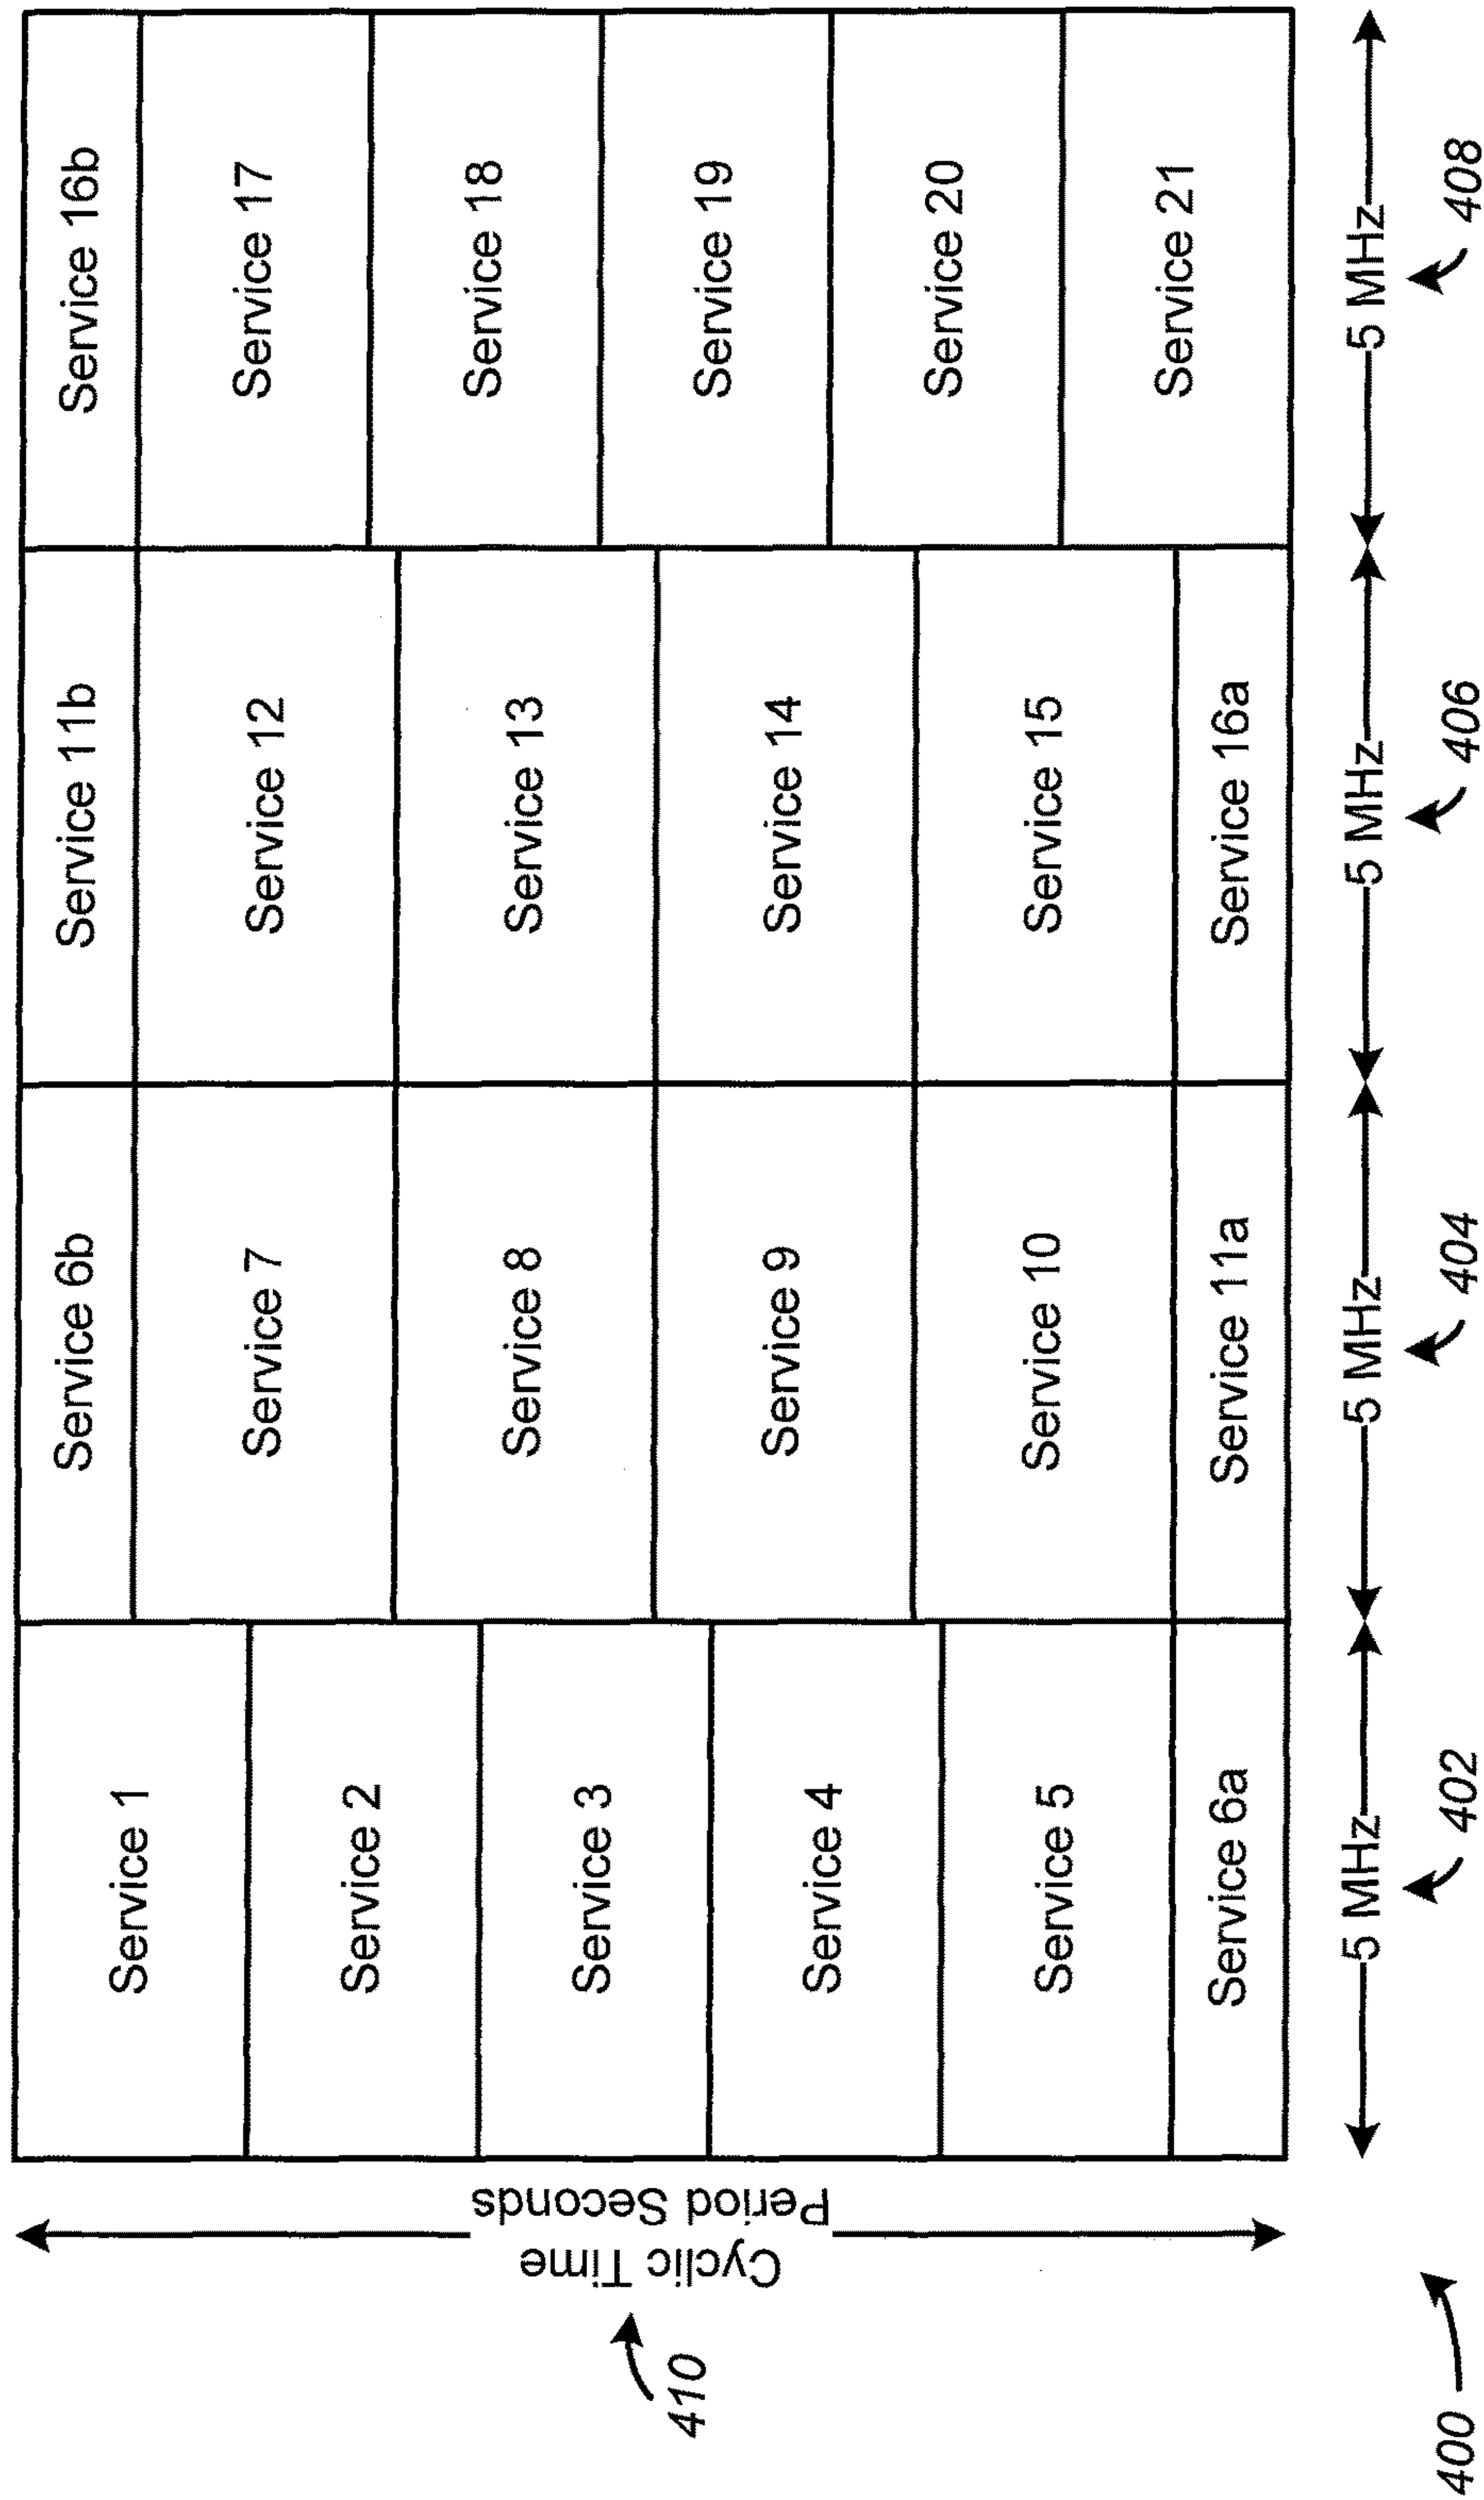 410
Cyclic Time
Period Seconds
Service 1
Service 2
Service 3
Service 4
Service 5
Service 6a
Service 6b
Service 7
Service 8
Service 9
Service 10
Service 11a
Service 11b
Service 12
Service 13
Service 14
Service 15
Service 16a
Service 16b
Service 17
Service 18
Service 19
Service 20
Service 21
5 MHz
5 MHz
5 MHz
5 MHz
400
402
404
406
408